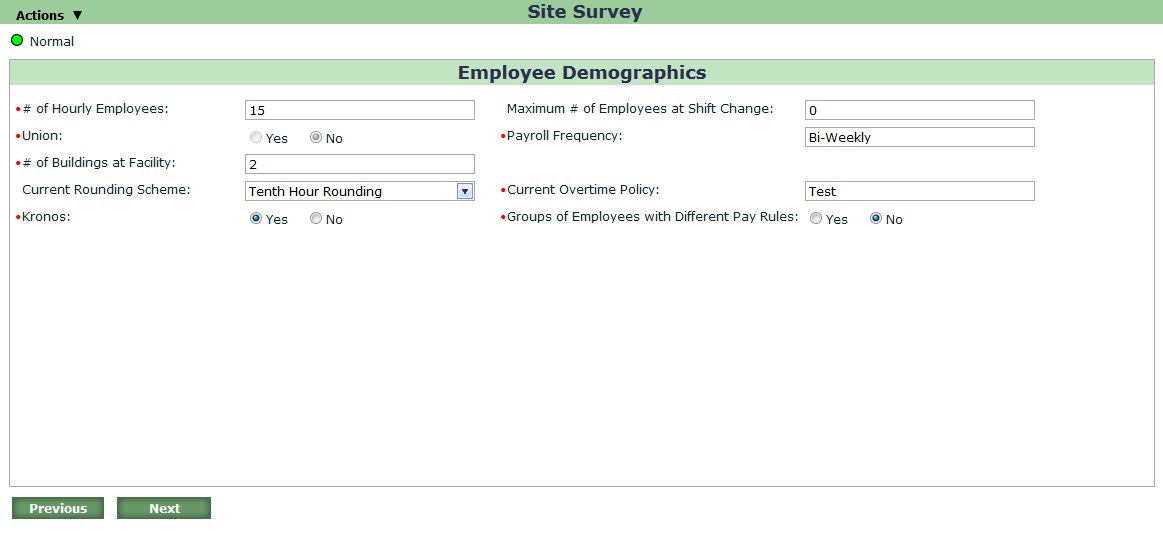 Actions ▼
Site Survey
Normal
Employee Demographics
•# of Hourly Employees: 15 Maximum # of Employees at Shift Change: 0
•Union: Yes No •Payroll Frequency: Bi-Weekly
•# of Buildings at Facility: 2
Current Rounding Scheme: Tenth Hour Rounding •Current Overtime Policy: Test
•Kronos: Yes No •Groups of Employees with Different Pay Rules: Yes No
Previous Next